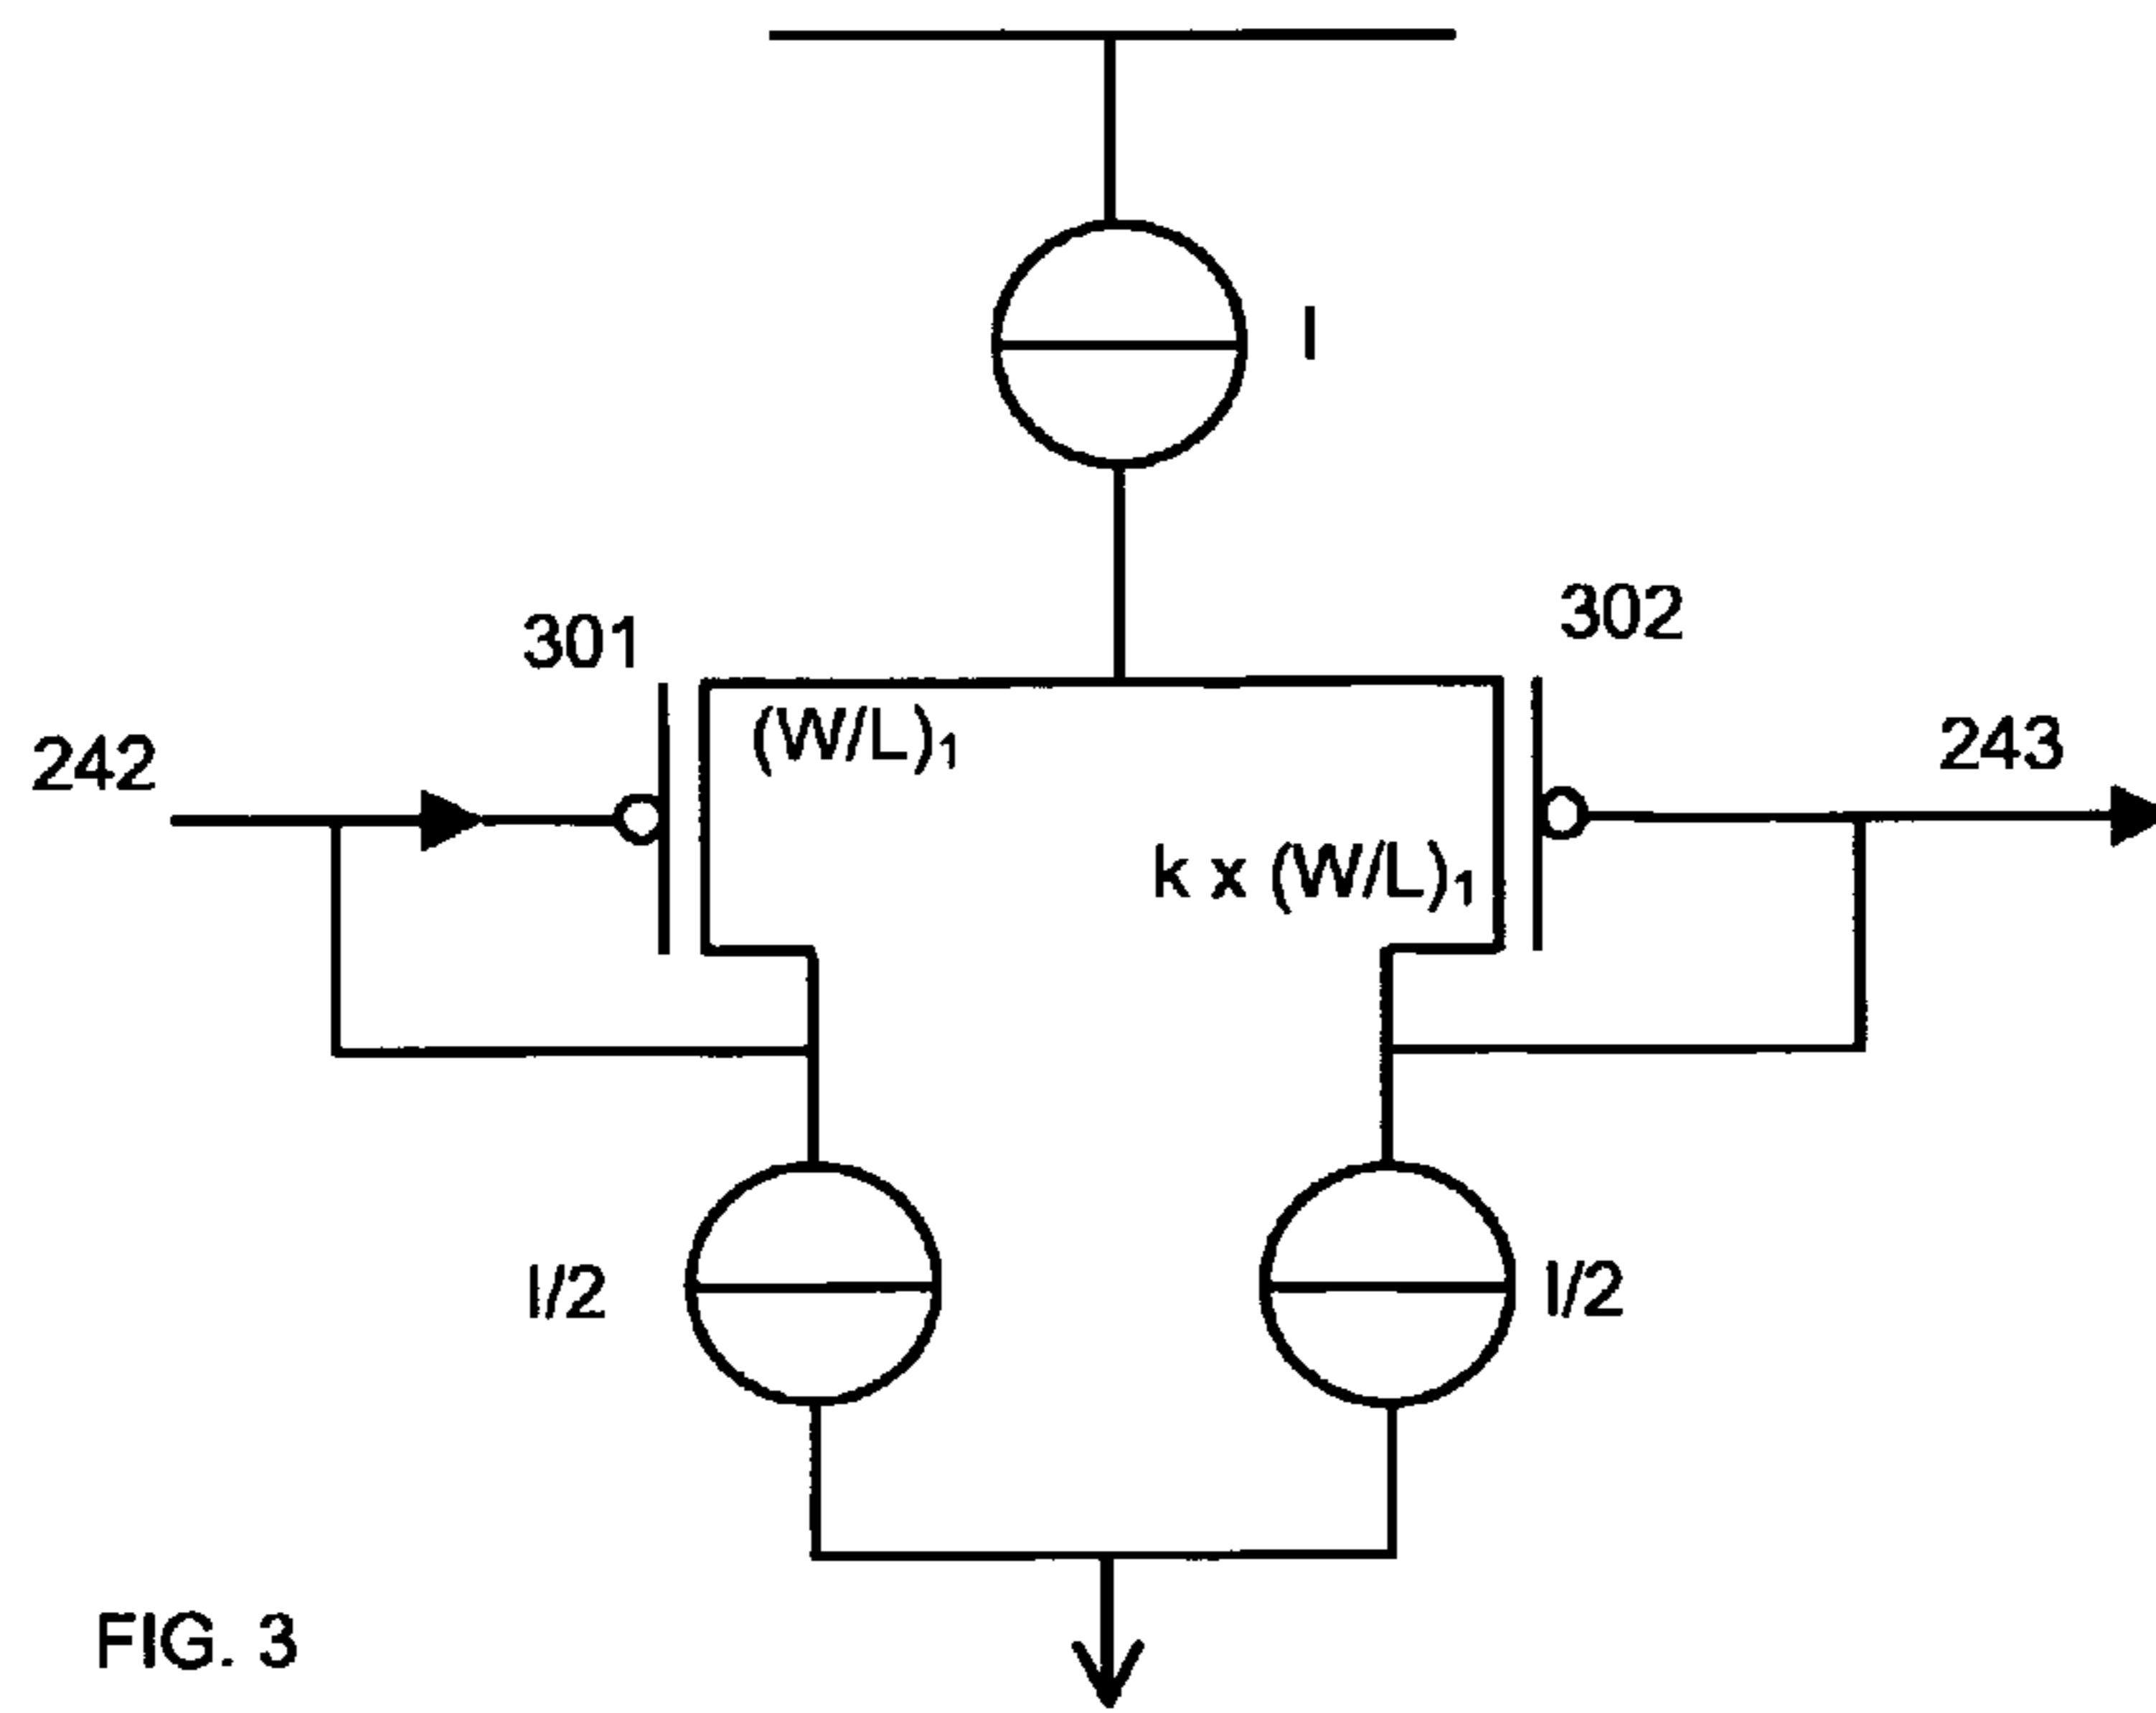 I
301
302
(W/L)₁
242
243
k x (W/L)₁
I/2
I/2
FIG. 3